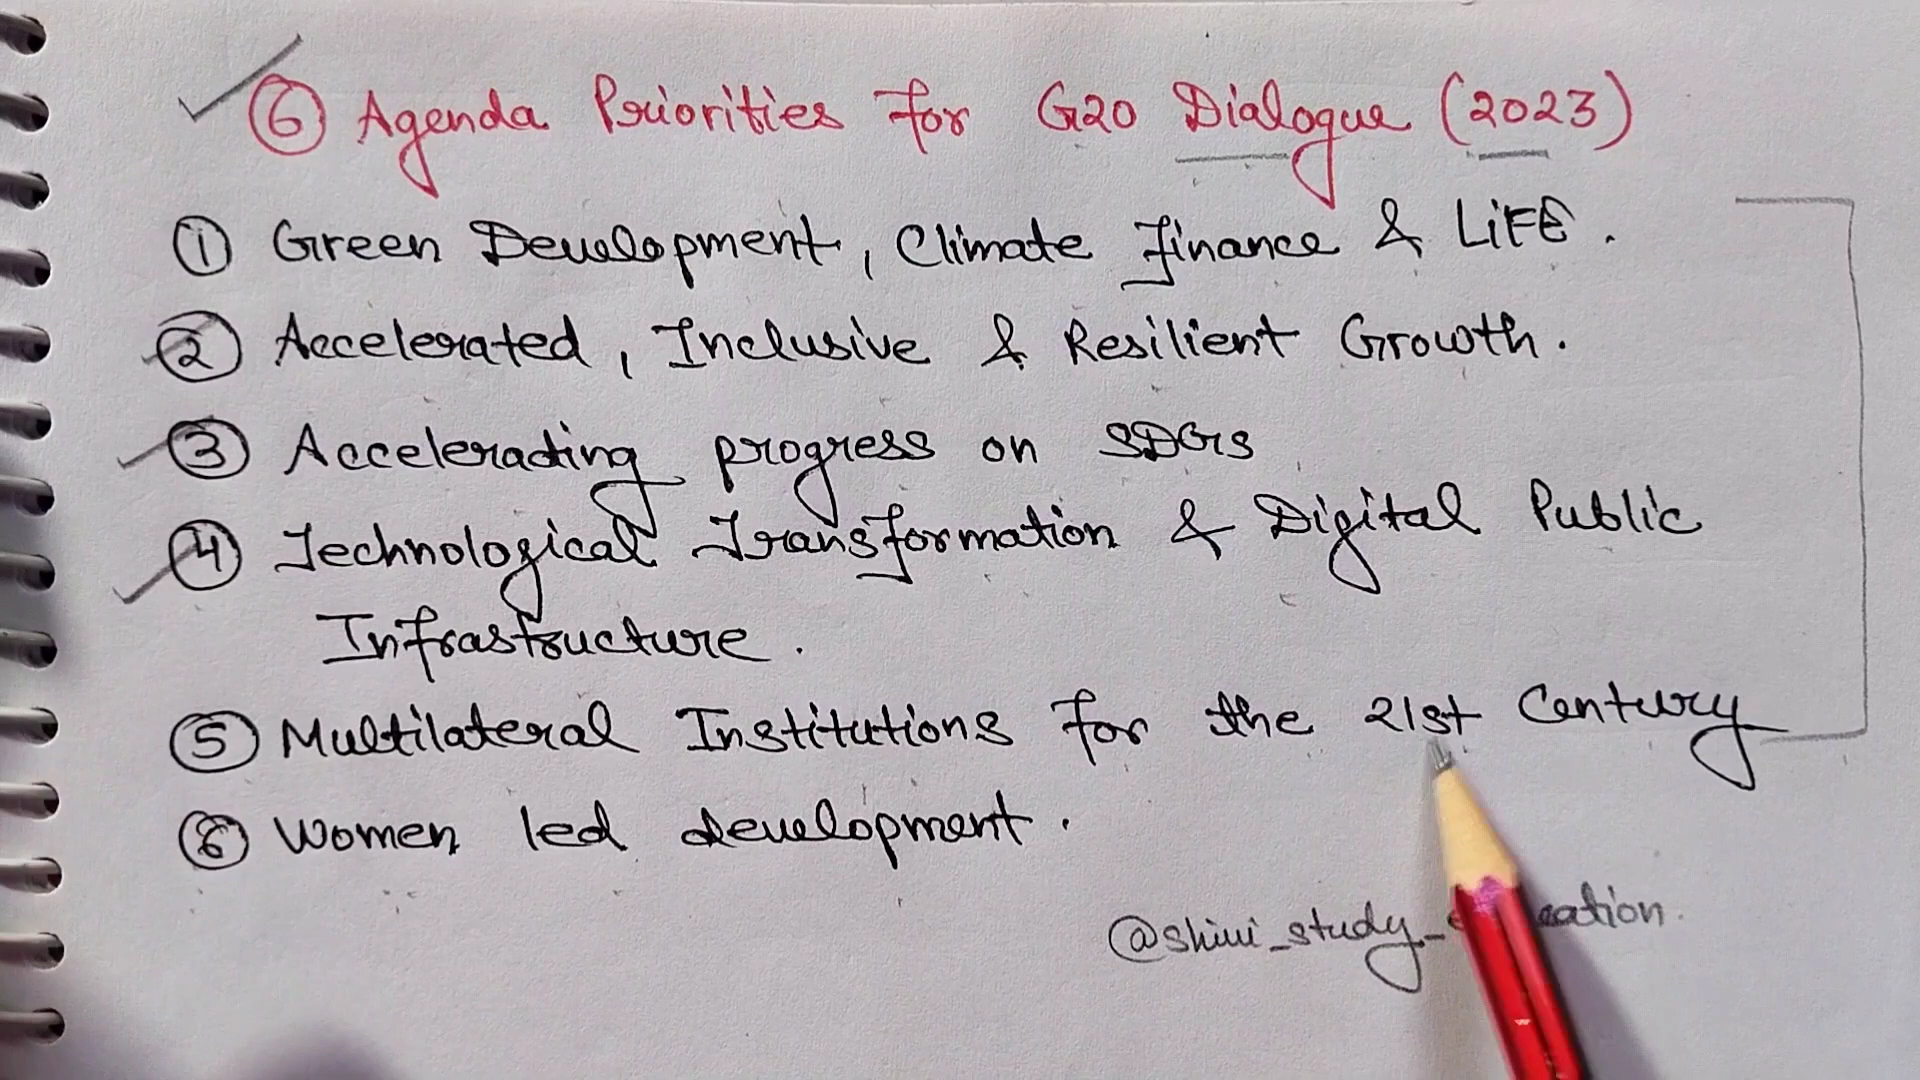 ⑥ Agenda Priorities for G20 Dialogue (2023)
① Green Development, Climate Finance & LiFE.
② Accelerated, Inclusive & Resilient Growth.
③ Accelerating progress on SDGs
④ Technological Transformation & Digital Public
Infrastructure.
⑤ Multilateral Institutions for the 21st Century
⑥ Women led development.